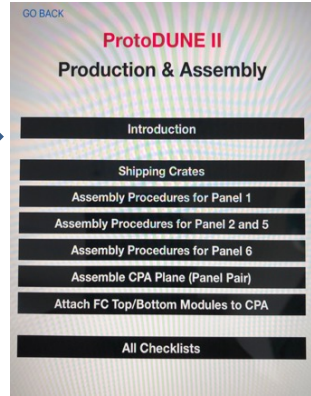 GO BACK
ProtoDUNE II
Production & Assembly
Introduction
Shipping Crates
Assembly Procedures for Panel 1
Assembly Procedures for Panel 2 and 5
Assembly Procedures for Panel 6
Assemble CPA Plane (Panel Pair)
Attach FC Top/Bottom Modules to CPA
All Checklists